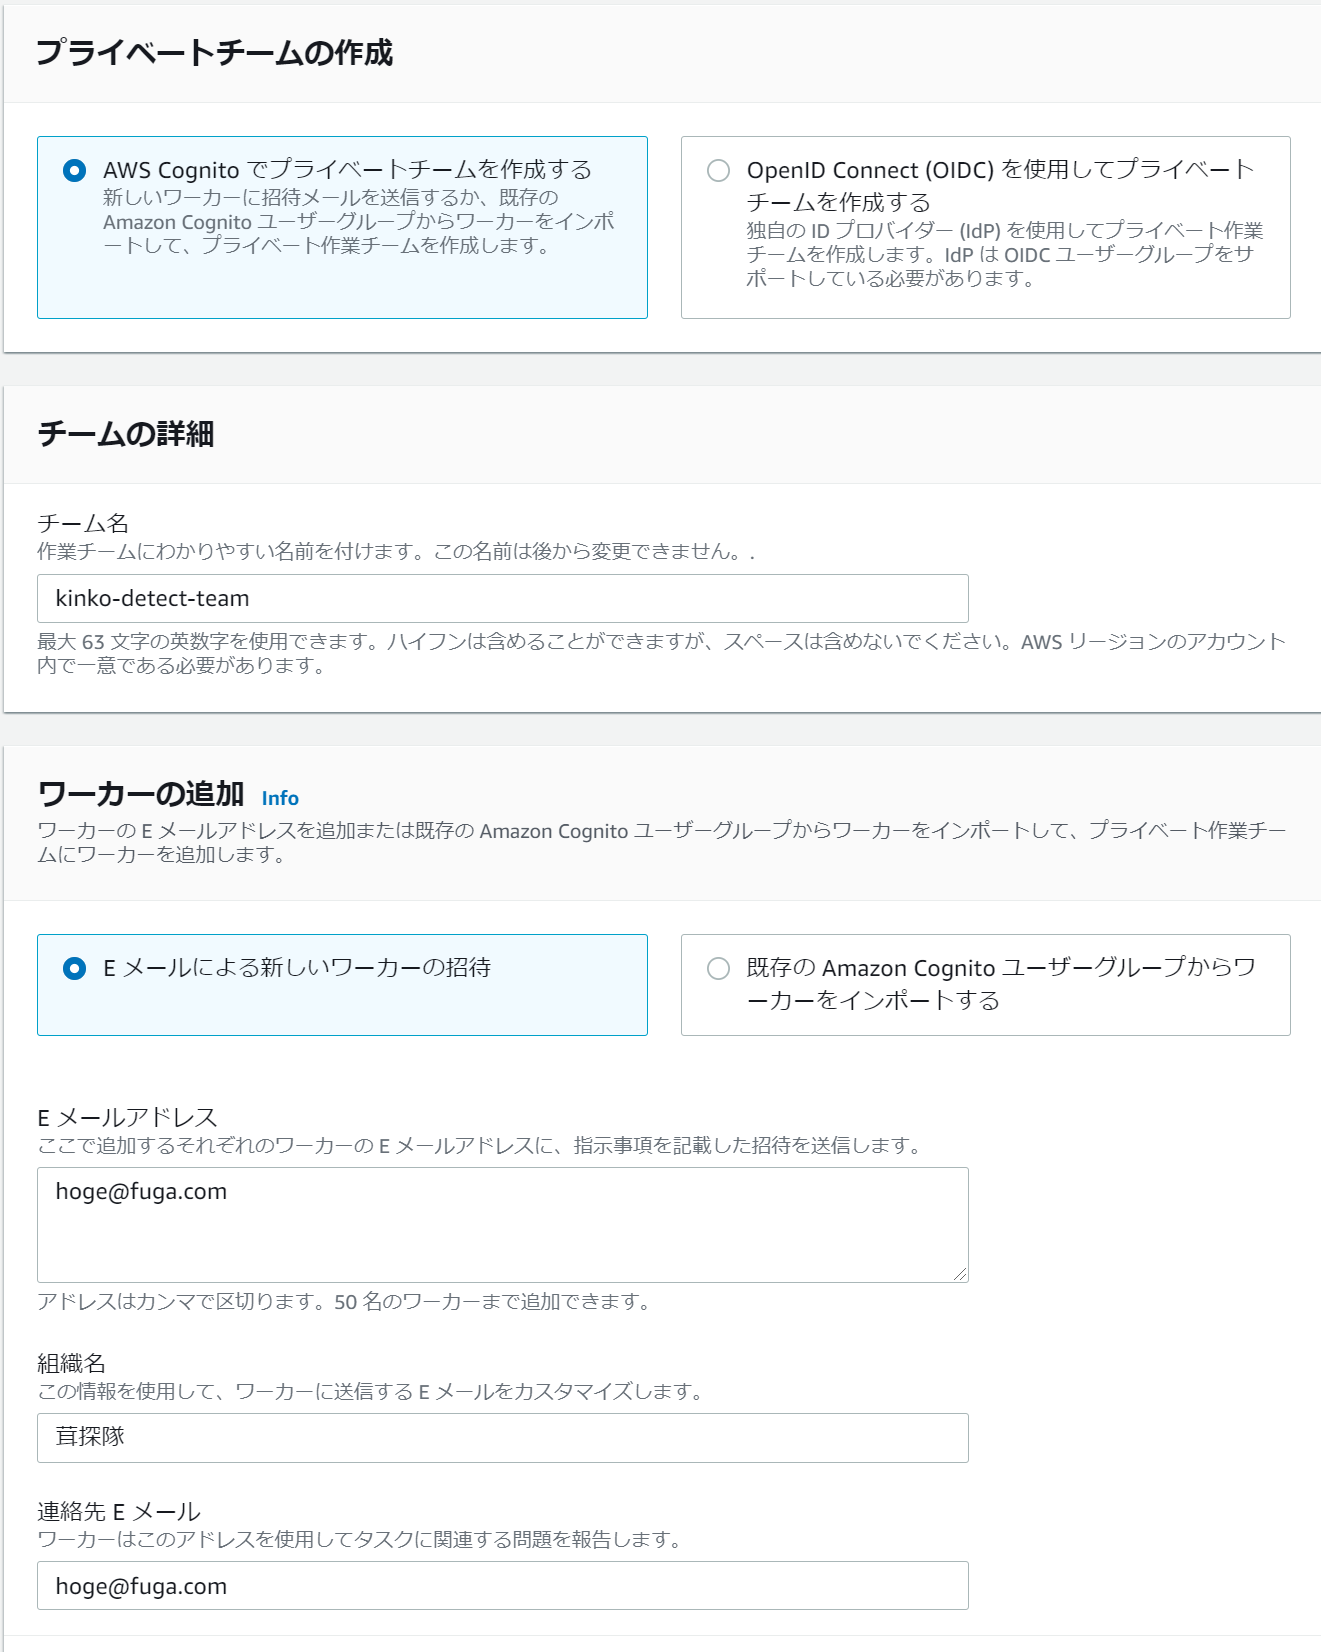 プライベートチームの作成
AWS Cognito でプライベートチームを作成する
新しいワーカーに招待メールを送信するか、既存の
Amazon Cognito ユーザーグループからワーカーをインポ
ートして、プライベート作業チームを作成します。
OpenID Connect (OIDC) を使用してプライベート
チームを作成する
独自の ID プロバイダー (IdP) を使用してプライベート作業
チームを作成します。IdP は OIDC ユーザーグループをサ
ポートしている必要があります。
チームの詳細
チーム名
作業チームにわかりやすい名前を付けます。この名前は後から変更できません。.
kinko-detect-team
最大 63 文字の英数字を使用できます。ハイフンは含めることができますが、スペースは含めないでください。AWS リージョンのアカウント
内で一意である必要があります。
ワーカーの追加 Info
ワーカーの E メールアドレスを追加または既存の Amazon Cognito ユーザーグループからワーカーをインポートして、プライベート作業チー
ムにワーカーを追加します。
E メールによる新しいワーカーの招待
既存の Amazon Cognito ユーザーグループからワ
ーカーをインポートする
E メールアドレス
ここで追加するそれぞれのワーカーの E メールアドレスに、指示事項を記載した招待を送信します。
hoge@fuga.com
アドレスはカンマで区切ります。50 名のワーカーまで追加できます。
組織名
この情報を使用して、ワーカーに送信する E メールをカスタマイズします。
茸探隊
連絡先 E メール
ワーカーはこのアドレスを使用してタスクに関連する問題を報告します。
hoge@fuga.com